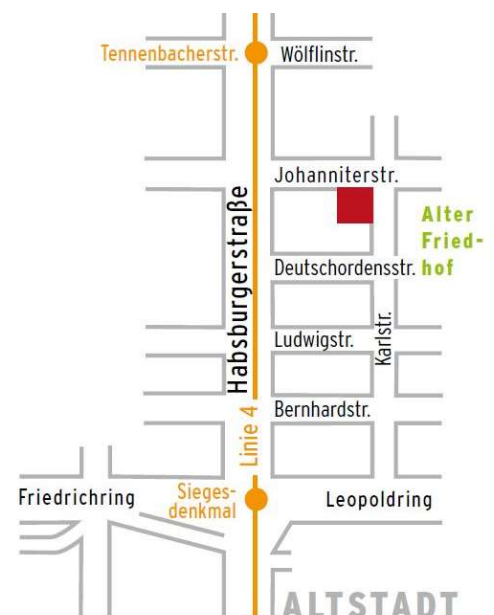 Tennenbacherstr.
Wölflinstr.
Johanniterstr.
Alter
Fried-
hof
Habsburgerstraße
Deutschordensstr.
Karlstr.
Ludwigstr.
Bernhardstr.
Linie 4
Friedrichring
Sieges-
denkmal
Leopoldring
ALTSTADT